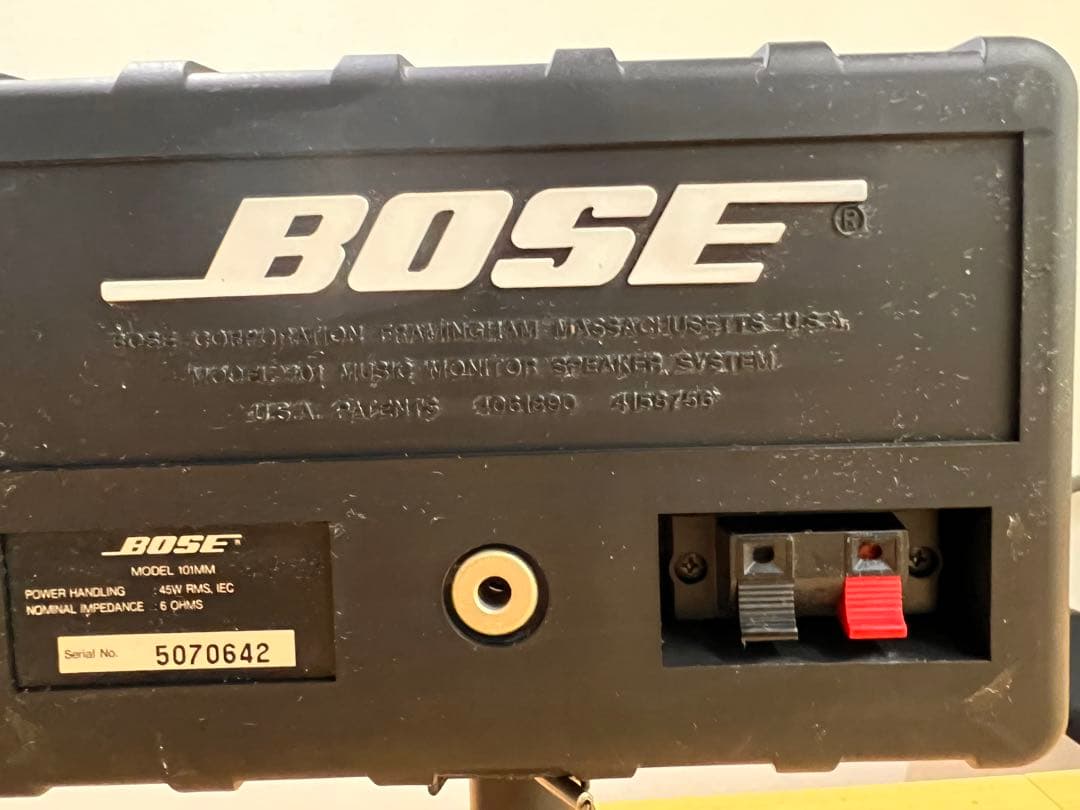 BOSE®
BOSE CORPORATION FRAMINGHAM MASSACHUSETTS U.S.A.
MODEL 101 MUSIC MONITOR SPEAKER SYSTEM
U.S.A. PATENTS 4061890
BOSE
MODEL 101MM
POWER HANDLING : 45W RMS, IEC
NOMINAL IMPEDANCE : 6 OHMS
Serial No. 5070642